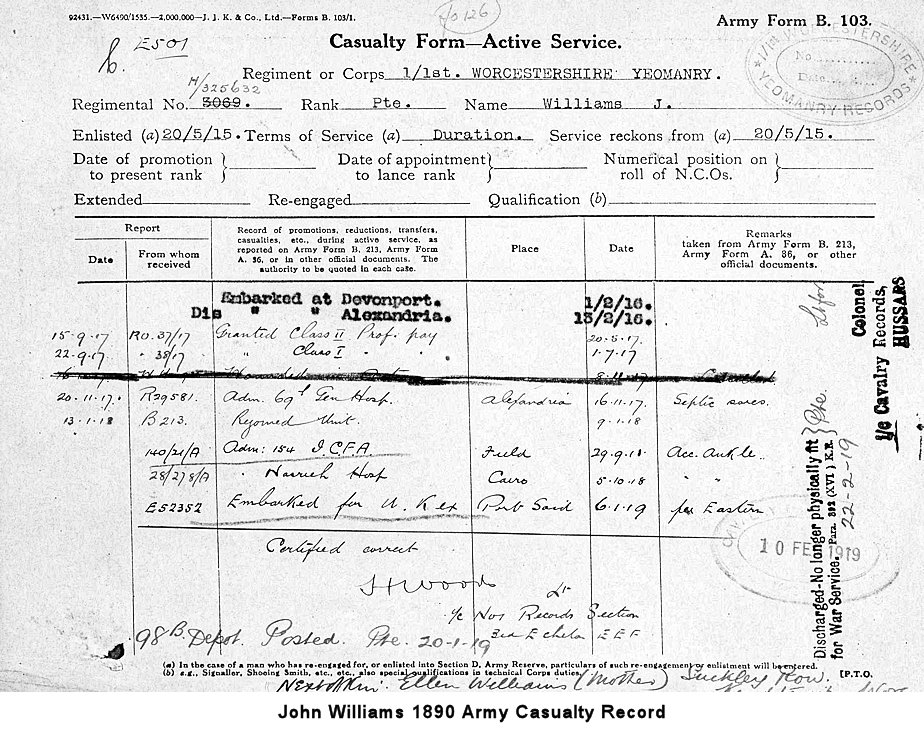 92431.—W6490/1535.—2,000,000—J. J. K. & Co., Ltd.—Forms B. 103/1.
Army Form B. 103.
E501
Casualty Form—Active Service.
Regiment or Corps 1/1st. WORCESTERSHIRE YEOMANRY.
1/1st WORCESTERSHIRE YEOMANRY RECORDS
No.
Date
H/325632
Regimental No. 3069. Rank Pte. Name Williams J.
Enlisted (a) 20/5/15. Terms of Service (a) Duration. Service reckons from (a) 20/5/15.
Date of promotion to present rank
Date of appointment to lance rank
Numerical position on roll of N.C.Os.
Extended Re-engaged Qualification (b)
Report
Date
From whom received
Record of promotions, reductions, transfers, casualties, etc., during active service, as reported on Army Form B. 213, Army Form A. 36, or in other official documents. The authority to be quoted in each case.
Place
Date
Remarks taken from Army Form B. 213, Army Form A. 36, or other official documents.
Embarked at Devonport. 1/2/16.
Dis " " Alexandria. 13/2/16.
15-9-17 RO. 37/17 Granted Class II Prof. pay 20-5-17
22-9-17 " 38/17 " Class I " " 1-7-17
20-11-17. R29581. Adm. 69th Gen Hosp. Alexandria 16-11-17. Septic sores.
13-1-18 B213. Rejoined Unit. 9-1-18
140/21/A Adm: 154 I.C.F.A. Field 29-9-18 Acc. Ankle.
28/278/A " Nasrieh Hosp Cairo 5-10-18 " "
E52352 Embarked for U.K ex Port Said 6-1-19 per Eastern
Certified correct
Woods
Lt
i/c No1 Records Section
3rd Echelon E E F
98B Depot. Posted. Pte. 20-1-19
10 FEB 1919
Discharged-No longer physically fit for War Service.—Para. 392 (XVI) K.R.
Pte.
22-2-19
Colonel
i/c Cavalry Records,
HUSSARS
(a) In the case of a man who has re-engaged for, or enlisted into Section D, Army Reserve, particulars of such re-engagement or enlistment will be entered.
(b) e.g., Signaller, Shoeing Smith, etc., etc., also special qualifications in technical Corps duties.
[P.T.O.
Next of Kin: Ellen Williams (Mother) Suckley Row.
John Williams 1890 Army Casualty Record